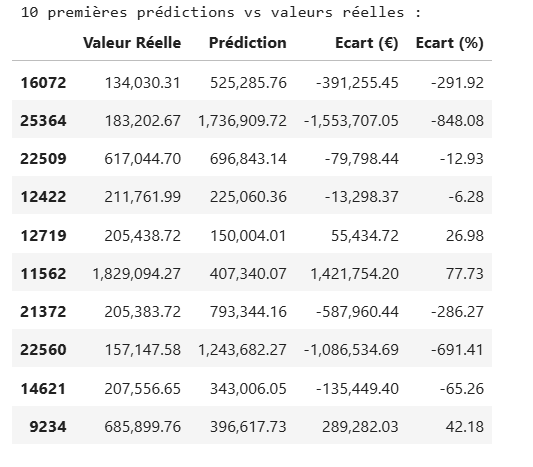 10 premières prédictions vs valeurs réelles :
Valeur Réelle Prédiction Ecart (€) Ecart (%)
16072 134,030.31 525,285.76 -391,255.45 -291.92
25364 183,202.67 1,736,909.72 -1,553,707.05 -848.08
22509 617,044.70 696,843.14 -79,798.44 -12.93
12422 211,761.99 225,060.36 -13,298.37 -6.28
12719 205,438.72 150,004.01 55,434.72 26.98
11562 1,829,094.27 407,340.07 1,421,754.20 77.73
21372 205,383.72 793,344.16 -587,960.44 -286.27
22560 157,147.58 1,243,682.27 -1,086,534.69 -691.41
14621 207,556.65 343,006.05 -135,449.40 -65.26
9234 685,899.76 396,617.73 289,282.03 42.18